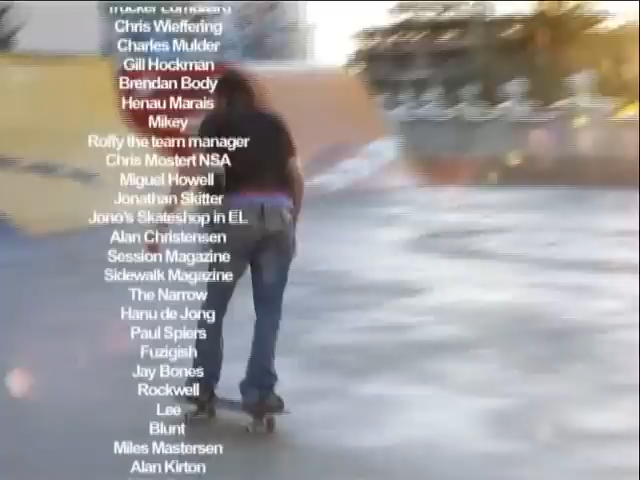 Chris Wieffering
Charles Mulder
Gill Hockman
Brendan Body
Henau Marais
Mikey
Roffy the team manager
Chris Mostert NSA
Miguel Howell
Jonathan Skitter
Jono's Skateshop in EL
Alan Christensen
Session Magazine
Sidewalk Magazine
The Narrow
Hanu de Jong
Paul Spiers
Fuzigish
Jay Bones
Rockwell
Lee
Blunt
Miles Mastersen
Alan Kirton